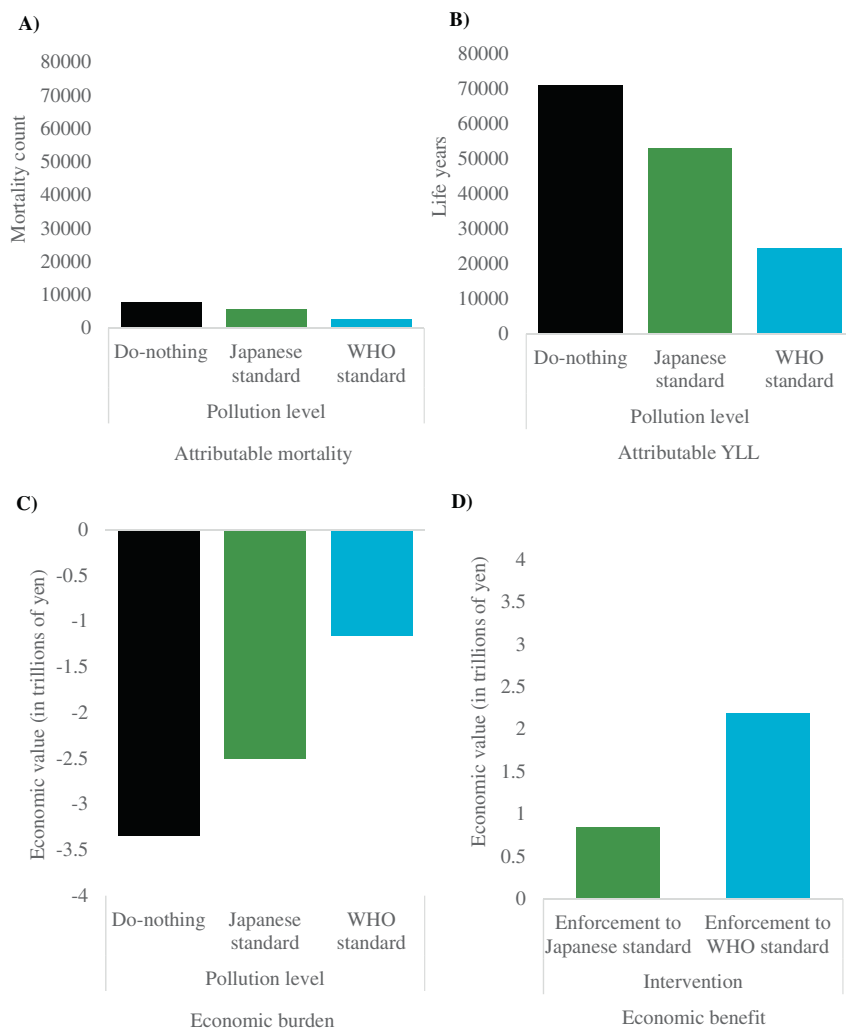 A)
Mortality count
80000
70000
60000
50000
40000
30000
20000
10000
0
Do-nothing
Japanese
standard
WHO
standard
Pollution level
Attributable mortality
B)
Life years
80000
70000
60000
50000
40000
30000
20000
10000
0
Do-nothing
Japanese
standard
WHO
standard
Pollution level
Attributable YLL
C)
Economic value (in trillions of yen)
0
-0.5
-1
-1.5
-2
-2.5
-3
-3.5
-4
Do-nothing
Japanese
standard
WHO
standard
Pollution level
Economic burden
D)
Economic value (in trillions of yen)
4
3.5
3
2.5
2
1.5
1
0.5
0
Enforcement to
Japanese standard
Enforcement to
WHO standard
Intervention
Economic benefit